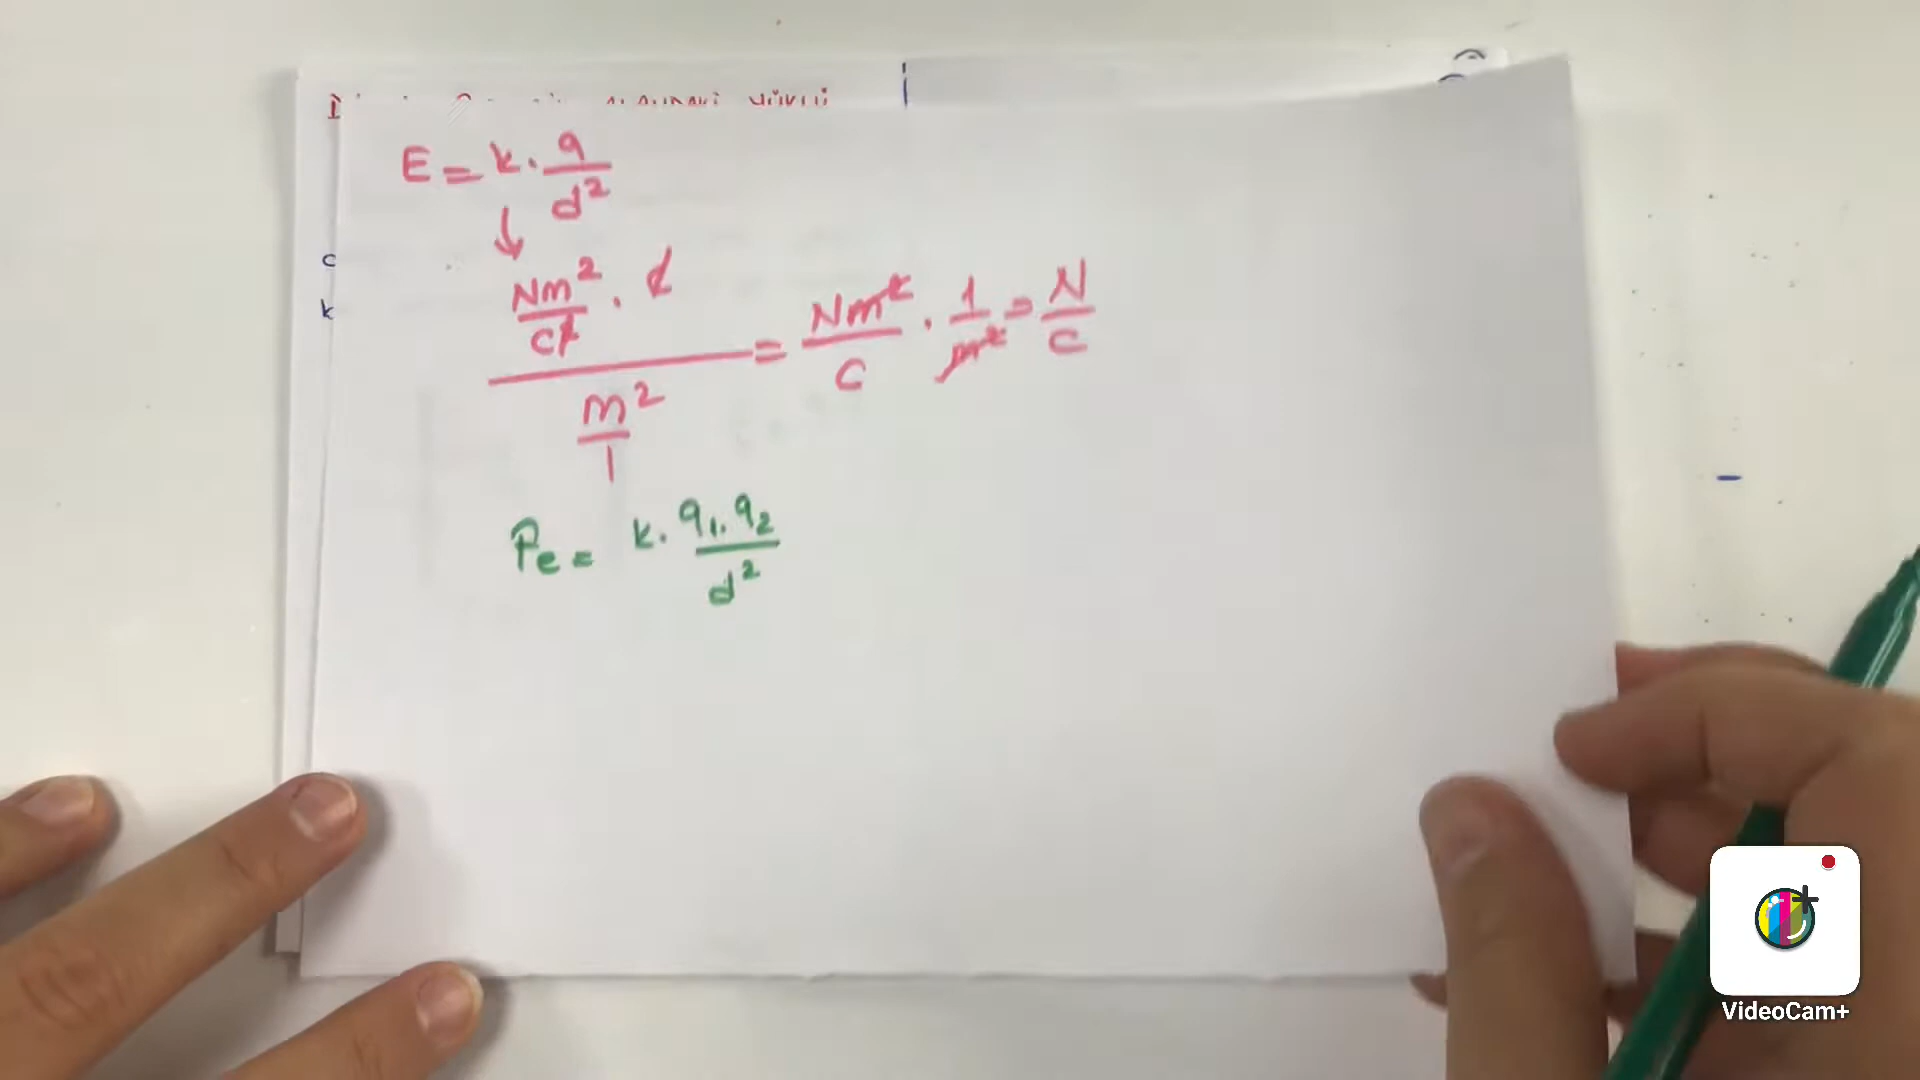 E = k · q / d²
↓
(Nm² / C² · C) / (m² / 1) = Nm² / C · 1 / m² = N / C
Fe = k · q₁ · q₂ / d²
c
k
VideoCam+